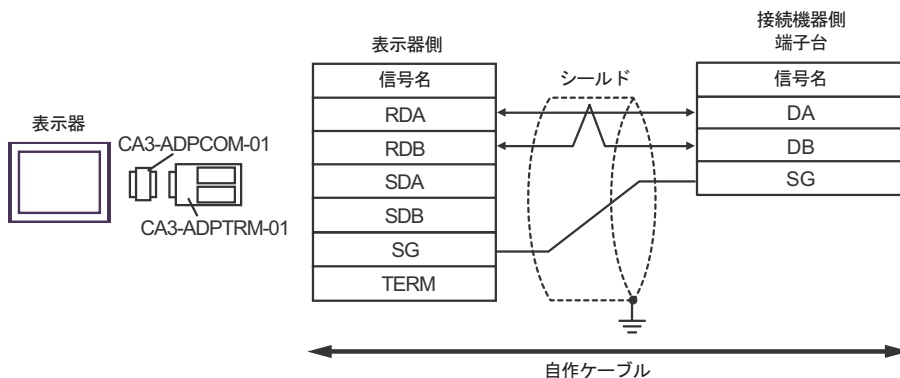 表示器
CA3-ADPCOM-01
CA3-ADPTRM-01
表示器側
信号名
RDA
RDB
SDA
SDB
SG
TERM
シールド
接続機器側
端子台
信号名
DA
DB
SG
自作ケーブル